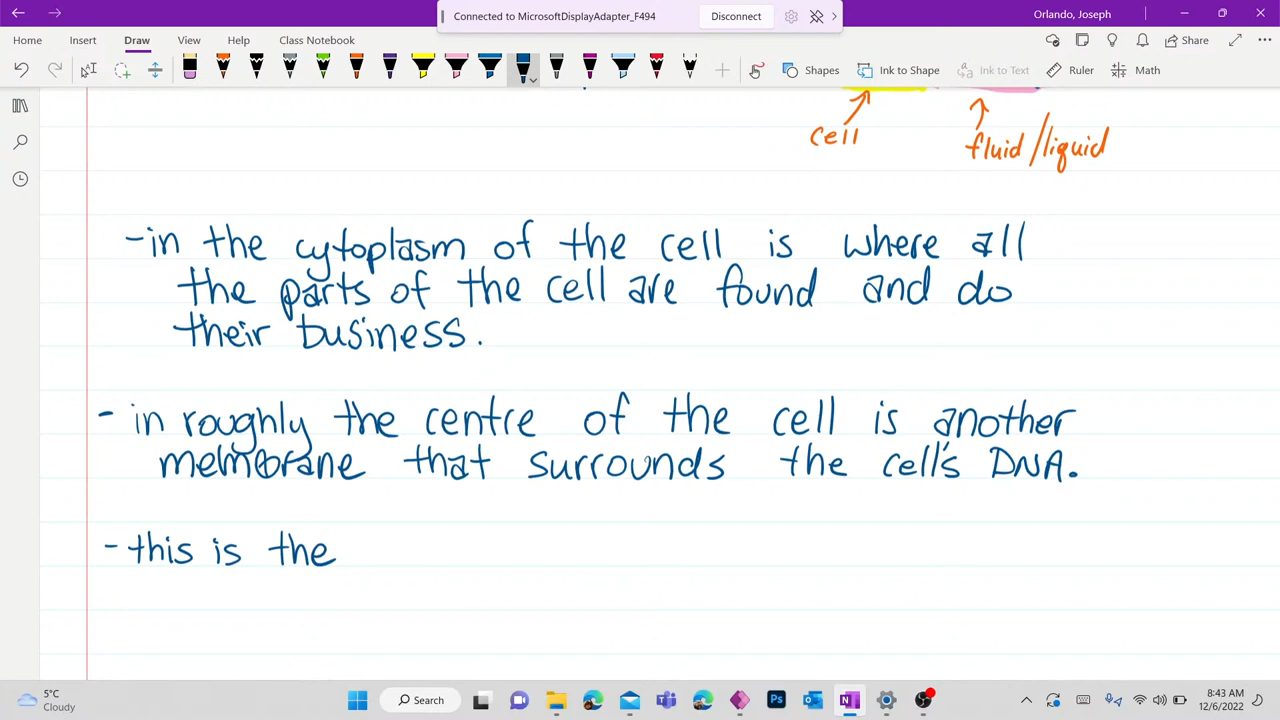 Connected to MicrosoftDisplayAdapter_F494 Disconnect
Orlando, Joseph
Home Insert Draw View Help Class Notebook
Share
Shapes Ink to Shape Ink to Text Ruler Math
cell
fluid/liquid
-in the cytoplasm of the cell is where all
the parts of the cell are found and do
their business.
- in roughly the centre of the cell is another
membrane that surrounds the cell's DNA.
- this is the
5°C
Cloudy
Search
8:43 AM
12/6/2022